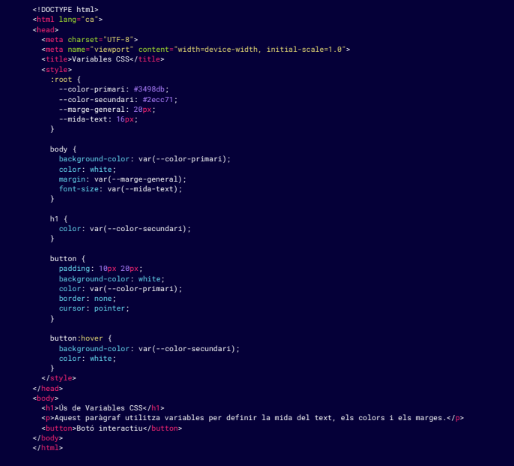 <!DOCTYPE html>
<html lang="ca">
<head>
<meta charset="UTF-8">
<meta name="viewport" content="width=device-width, initial-scale=1.0">
<title>Variables CSS</title>
<style>
:root {
--color-primari: #3498db;
--color-secundari: #2ecc71;
--marge-general: 20px;
--mida-text: 16px;
}
body {
background-color: var(--color-primari);
color: white;
margin: var(--marge-general);
font-size: var(--mida-text);
}
h1 {
color: var(--color-secundari);
}
button {
padding: 10px 20px;
background-color: white;
color: var(--color-primari);
border: none;
cursor: pointer;
}
button:hover {
background-color: var(--color-secundari);
color: white;
}
</style>
</head>
<body>
<h1>Ús de Variables CSS</h1>
<p>Aquest paràgraf utilitza variables per definir la mida del text, els colors i els marges.</p>
<button>Botó interactiu</button>
</body>
</html>